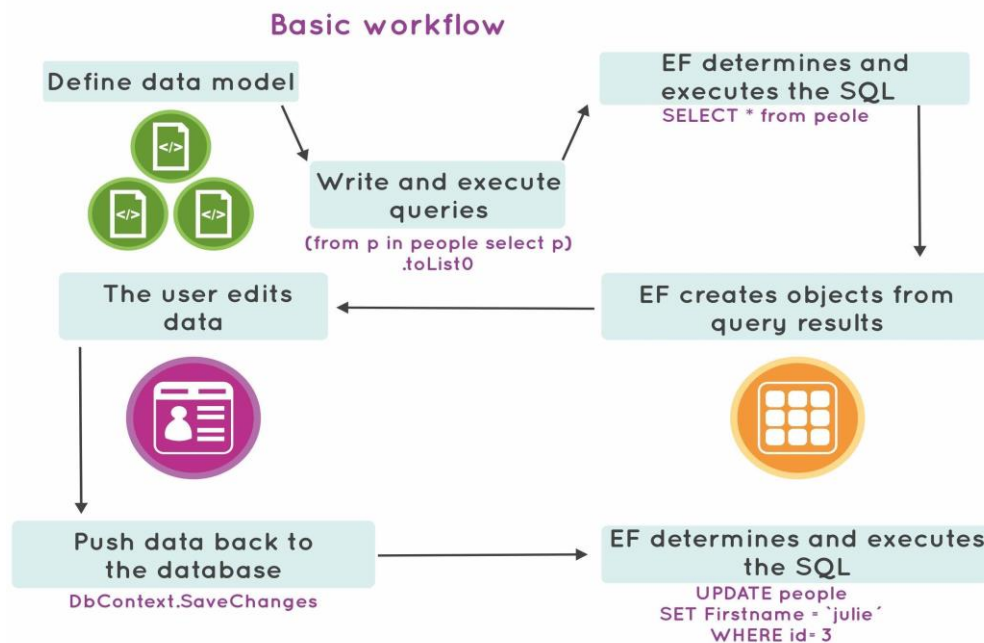 Basic workflow
Define data model
</>
</>
</>
Write and execute
queries
(from p in people select p)
.toList0
EF determines and
executes the SQL
SELECT * from peole
EF creates objects from
query results
The user edits
data
Push data back to
the database
DbContext.SaveChanges
EF determines and executes
the SQL
UPDATE people
SET Firstname = `julie´
WHERE id= 3